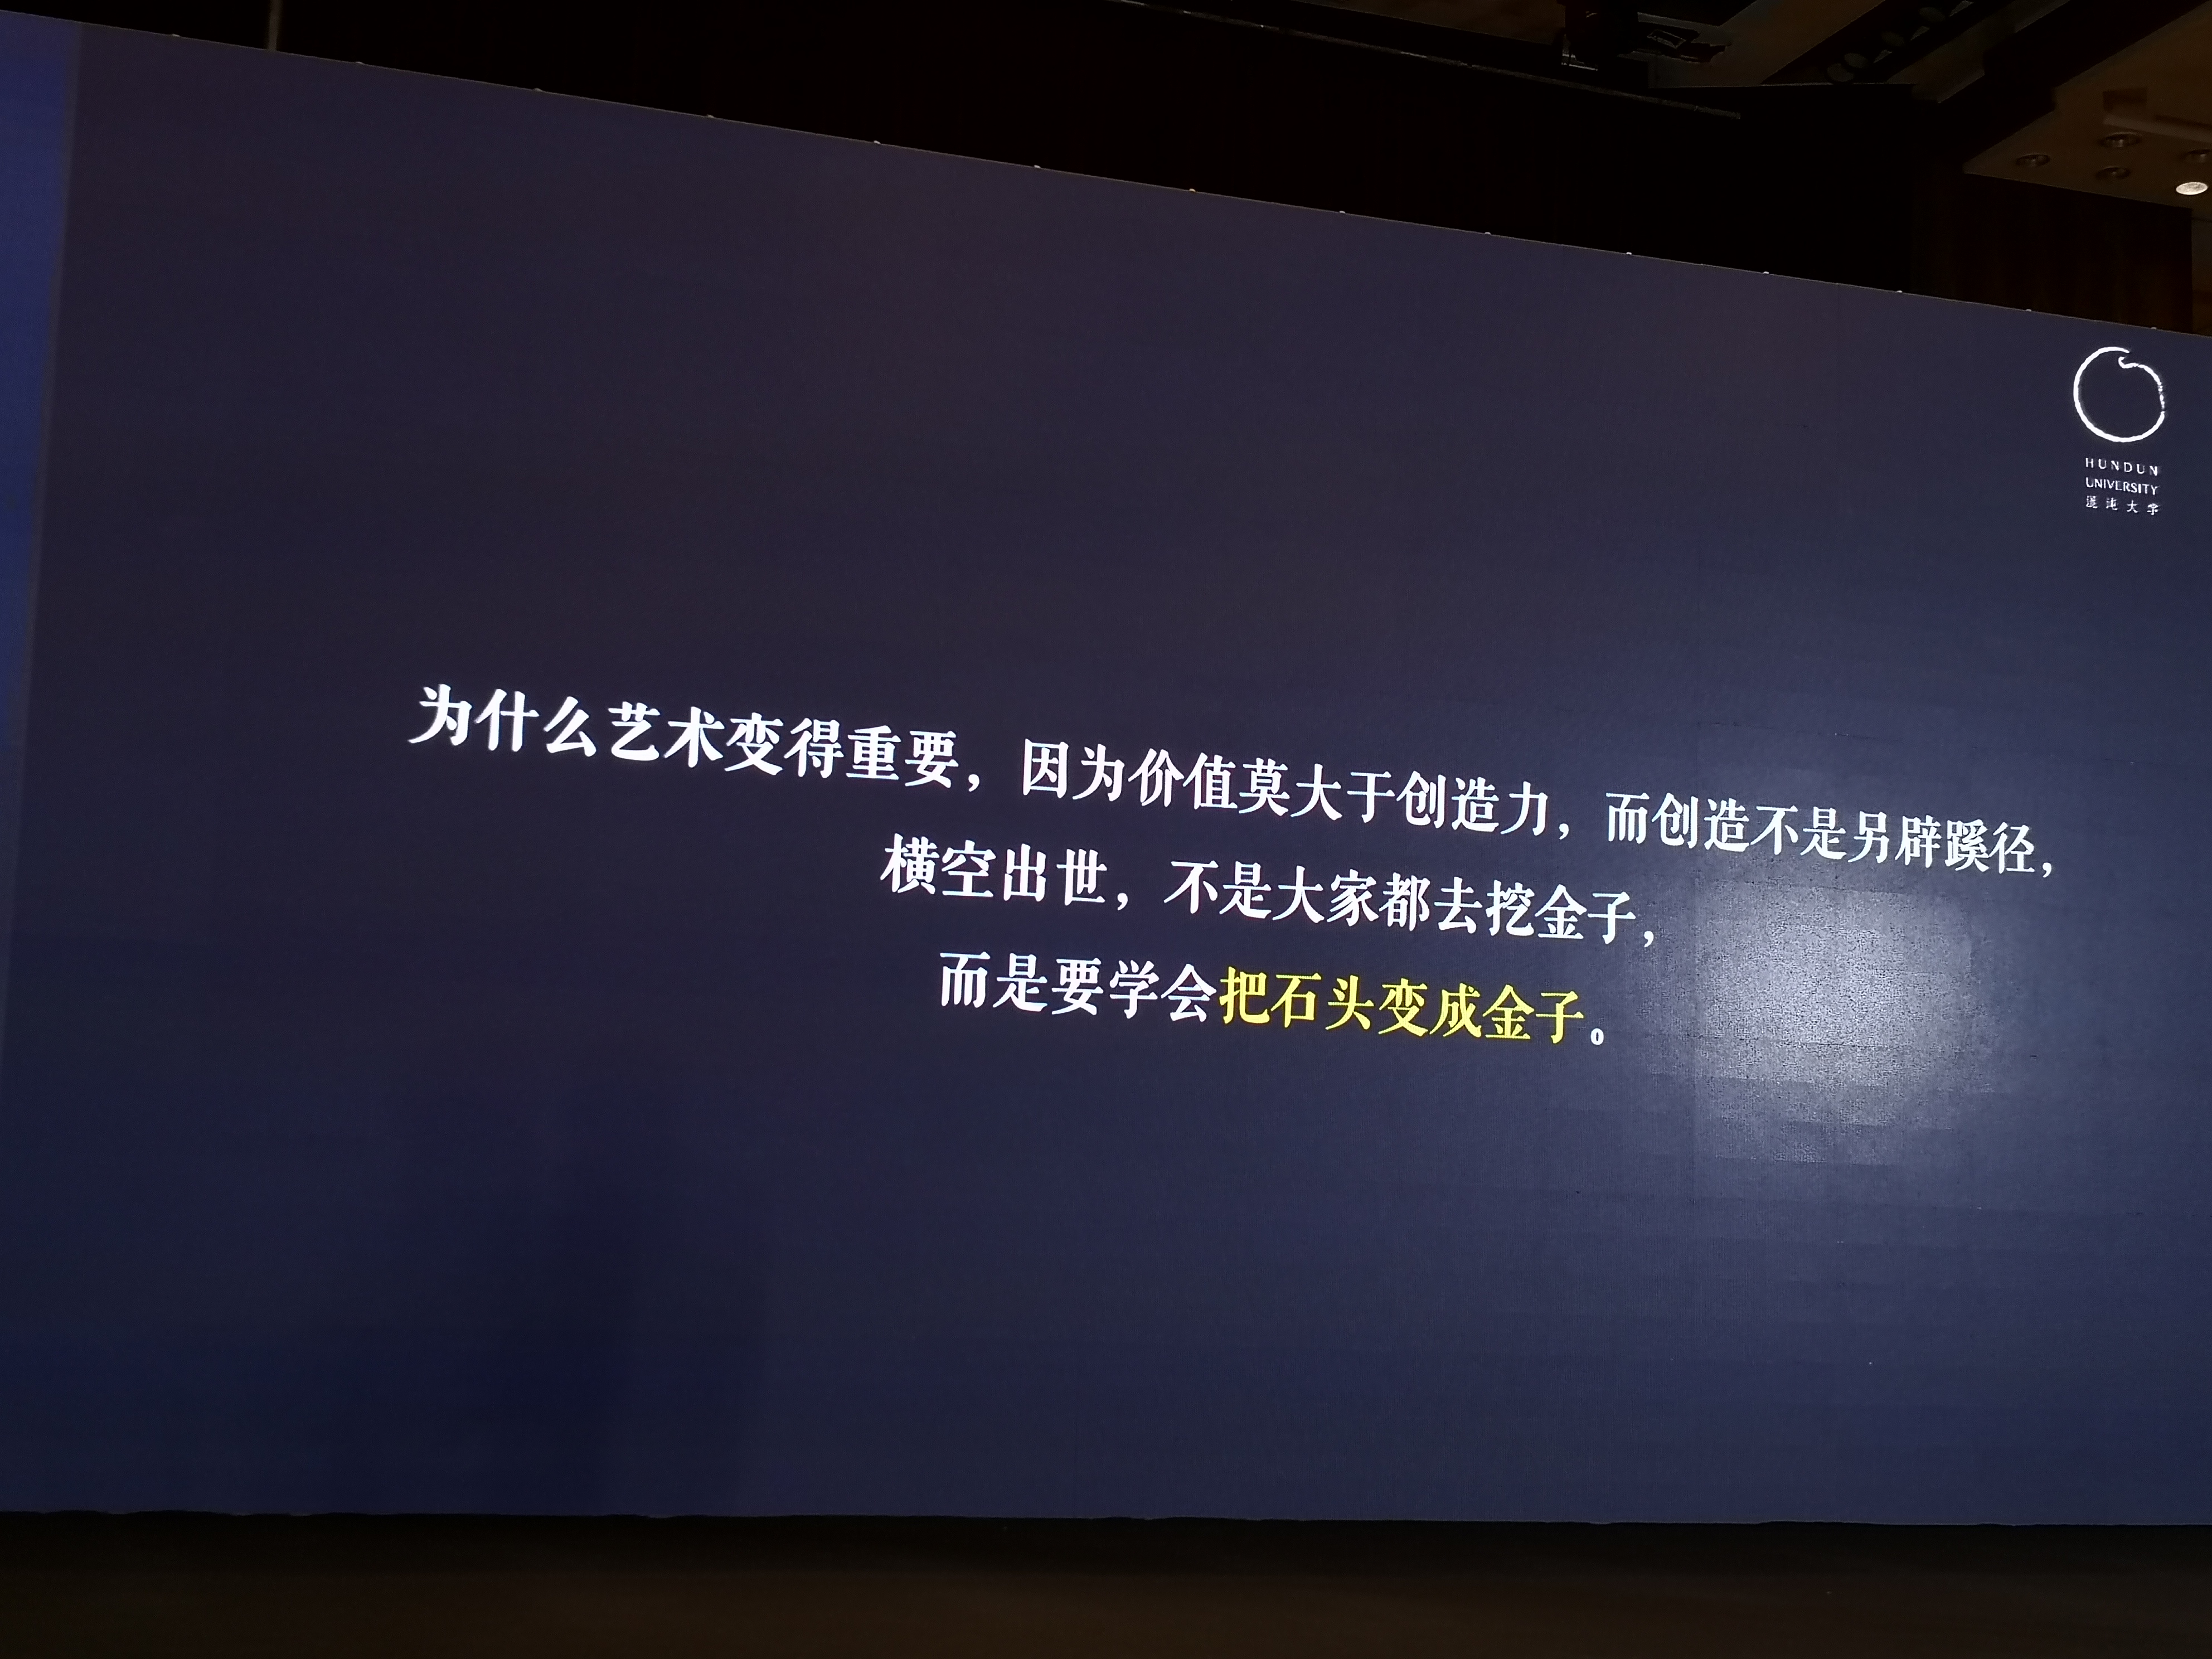 HUNDUN
UNIVERSITY
混沌大学
为什么艺术变得重要，因为价值莫大于创造力，而创造不是另辟蹊径，
横空出世，不是大家都去挖金子，
而是要学会把石头变成金子。